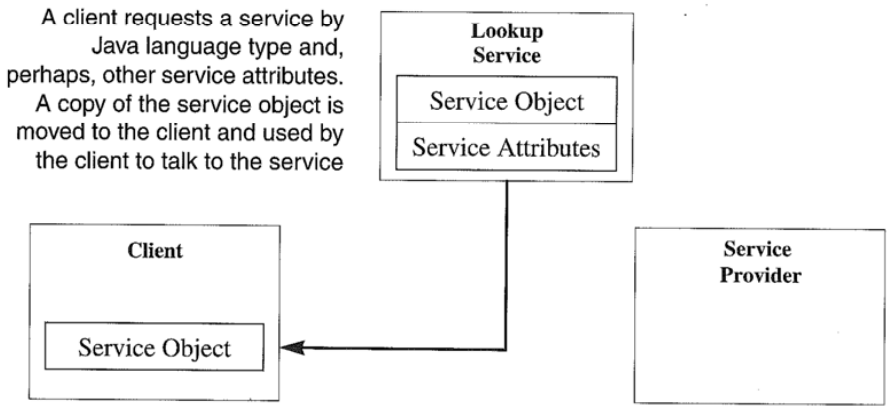 A client requests a service by
Java language type and,
perhaps, other service attributes.
A copy of the service object is
moved to the client and used by
the client to talk to the service
Lookup
Service
Service Object
Service Attributes
Client
Service Object
Service
Provider